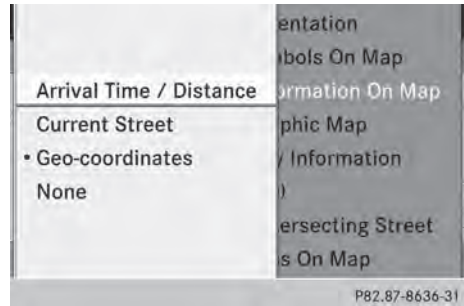 entation
bols On Map
Arrival Time / Distance
ormation On Map
Current Street
phic Map
• Geo-coordinates
/ Information
None
)
ersecting Street
s On Map
P82.87-8636-31